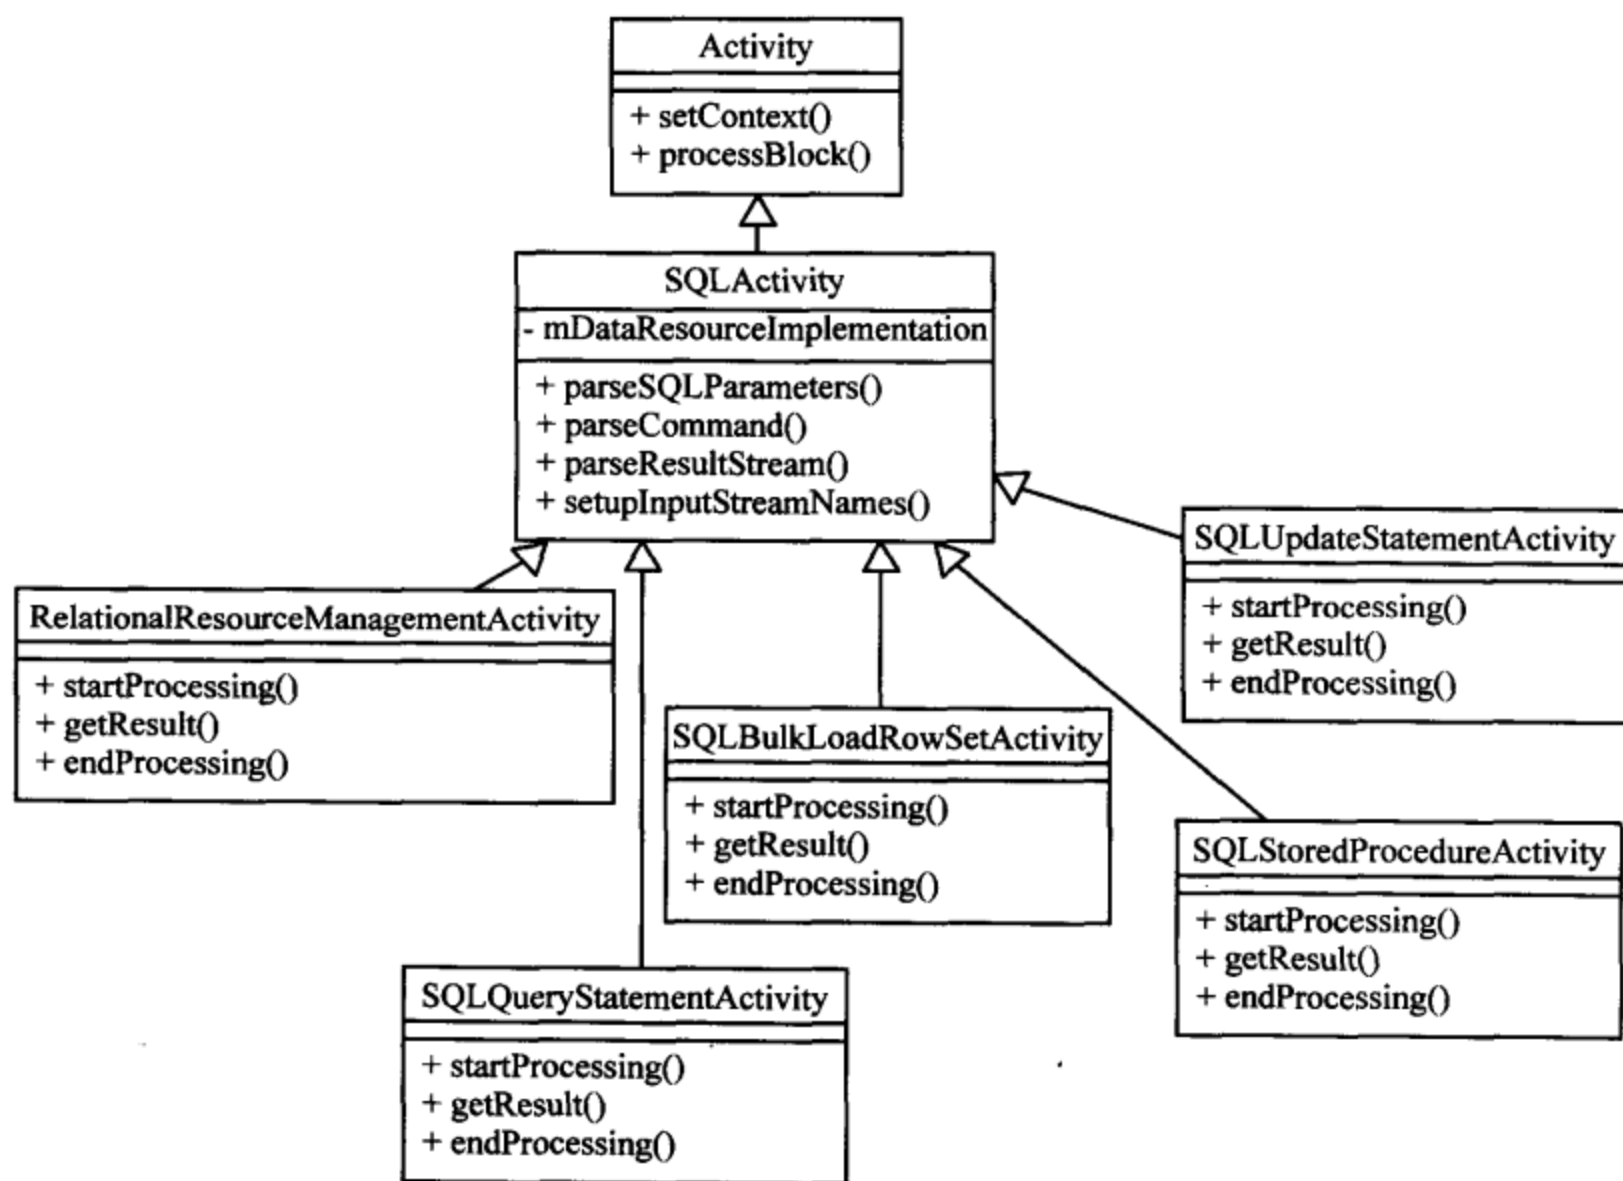 Activity
+ setContext()
+ processBlock()
SQLActivity
- mDataResourceImplementation
+ parseSQLParameters()
+ parseCommand()
+ parseResultStream()
+ setupInputStreamNames()
SQLUpdateStatementActivity
+ startProcessing()
+ getResult()
+ endProcessing()
RelationalResourceManagementActivity
+ startProcessing()
+ getResult()
+ endProcessing()
SQLBulkLoadRowSetActivity
+ startProcessing()
+ getResult()
+ endProcessing()
SQLStoredProcedureActivity
+ startProcessing()
+ getResult()
+ endProcessing()
SQLQueryStatementActivity
+ startProcessing()
+ getResult()
+ endProcessing()